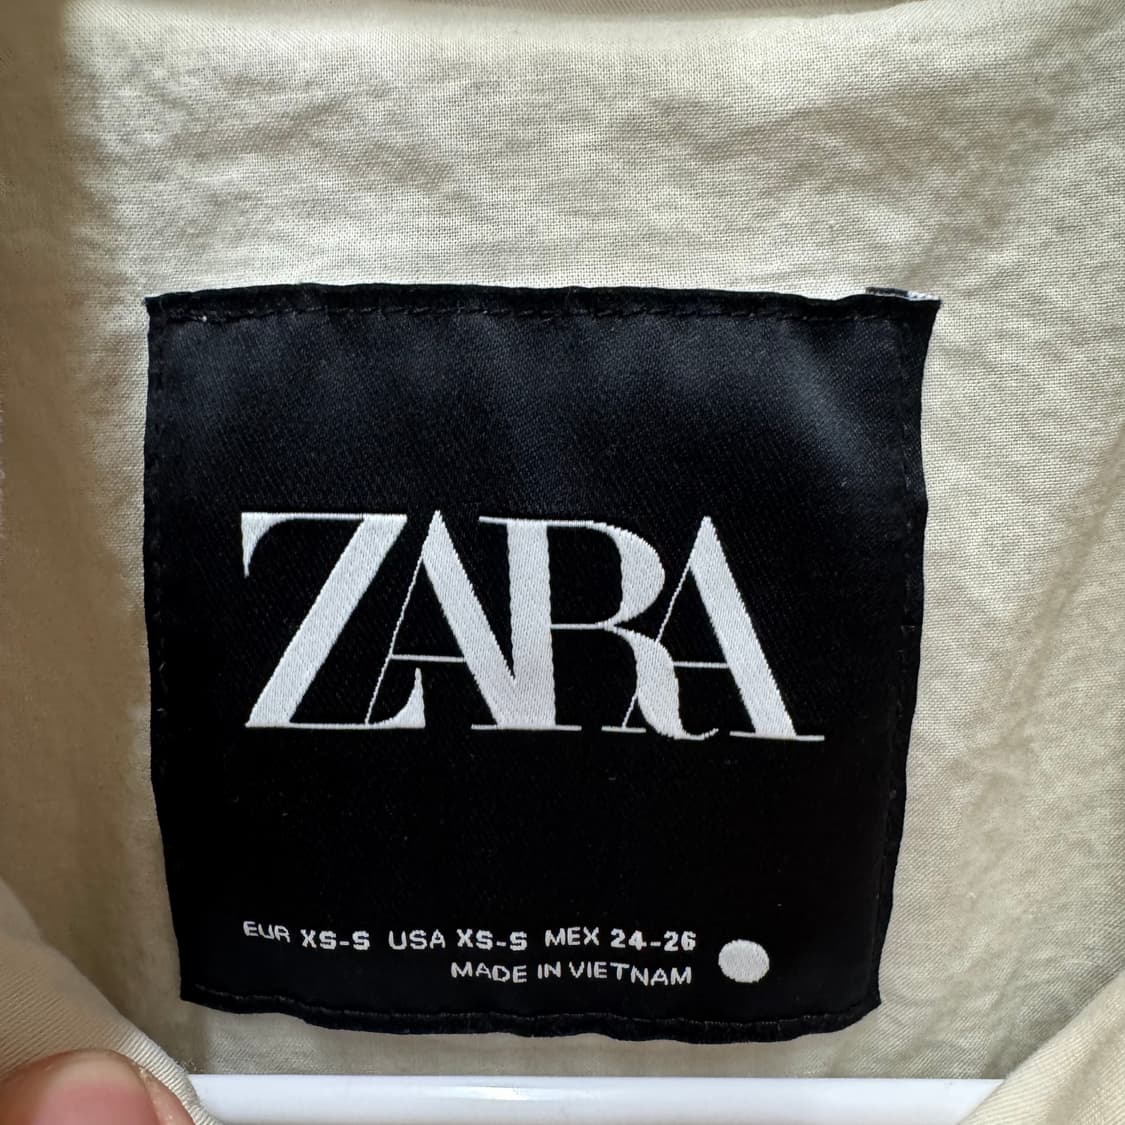 ZARA
EUR XS-S USA XS-S MEX 24-26
MADE IN VIETNAM